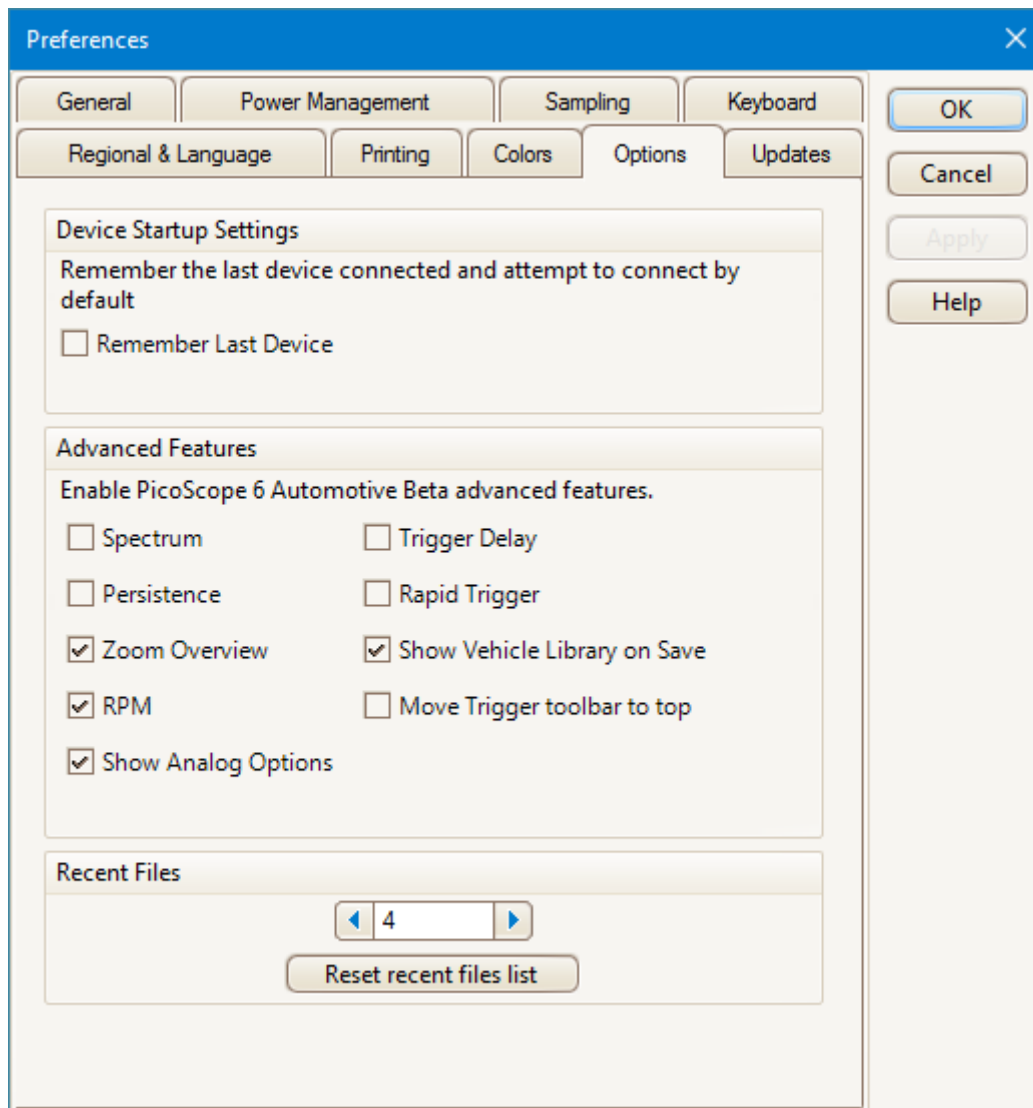 Preferences
General
Power Management
Sampling
Keyboard
Regional & Language
Printing
Colors
Options
Updates
OK
Cancel
Apply
Help
Device Startup Settings
Remember the last device connected and attempt to connect by
default
Remember Last Device
Advanced Features
Enable PicoScope 6 Automotive Beta advanced features.
Spectrum
Trigger Delay
Persistence
Rapid Trigger
Zoom Overview
Show Vehicle Library on Save
RPM
Move Trigger toolbar to top
Show Analog Options
Recent Files
4
Reset recent files list